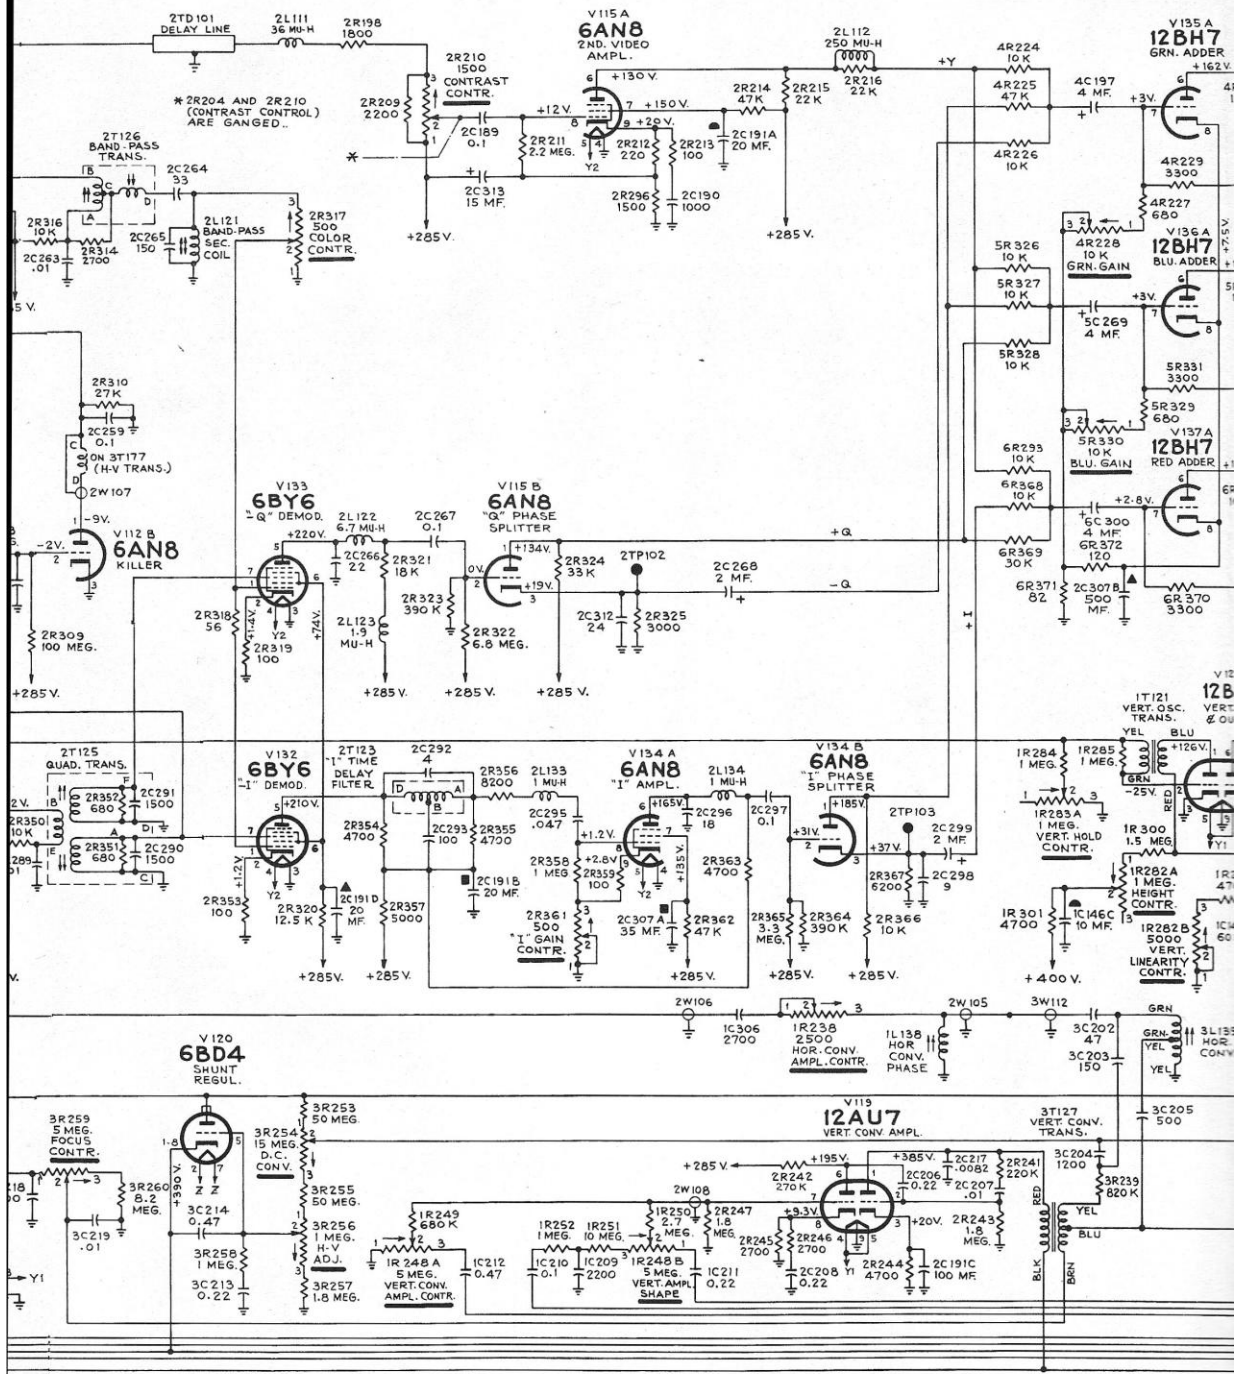 2TD101
DELAY LINE
2L111
36 MU-H
2R198
1800
V115A
6AN8
2ND. VIDEO
AMPL.
2L112
250 MU-H
V135A
12BH7
GRN. ADDER
+162V.
* 2R204 AND 2R210
(CONTRAST CONTROL)
ARE GANGED..
2R209
2200
2R210
1500
CONTRAST
CONTR.
+130V.
+12V.
+150V.
+20V.
2C189
0.1
2R211
2.2 MEG.
2R212
220
2R213
100
2C191A
20 MF.
2R214
47K
2R215
22K
2R216
22K
+Y
4R224
10K
4R225
47K
4R226
10K
4C197
4 MF.
+3V.
2T126
BAND-PASS
TRANS.
2C264
33
2C313
15 MF.
2R296
1500
2C190
1000
Y2
+285V.
+285V.
4R229
3300
4R227
680
4R228
10K
GRN. GAIN
2R316
10K
2C263
.01
2R314
2700
2C265
150
2L121
BAND-PASS
SEC.
COIL
2R317
500
COLOR
CONTR.
5R326
10K
5R327
10K
5R328
10K
V136A
12BH7
BLU. ADDER
+3V.
5C269
4 MF.
5R331
3300
5R329
680
5R330
10K
BLU. GAIN
5 V.
2R310
27K
2C259
0.1
ON 3T177
(H-V TRANS.)
2W107
-9V.
-2V.
V112B
6AN8
KILLER
2R309
100 MEG.
+285V.
V133
6BY6
"-Q" DEMOD.
+220V.
2L122
6.7 MU-H
2C267
0.1
2C266
22
2R321
18K
V115B
6AN8
"Q" PHASE
SPLITTER
+134V.
0V.
+19V.
2R324
33K
2TP102
2C268
2 MF.
+Q
-Q
6R293
10K
6R368
10K
6R369
30K
V137A
12BH7
RED ADDER
+2.8V.
6C300
4 MF.
6R372
120
6R371
82
2C307B
500
MF.
6R370
3300
2R318
56
+1.4V.
2R319
100
Y2
+74V.
2L123
1.9
MU-H
2R323
390K
2R322
6.8 MEG.
2C312
24
2R325
3000
+I
+285V.
+285V.
+285V.
2T125
QUAD. TRANS.
2R352
680
2C291
1500
2R350
10K
2R351
680
2C290
1500
V132
6BY6
"-I" DEMOD.
+210V.
+1.2V.
2R353
100
2R320
12.5K
2C191D
20
MF.
+285V.
2T123
"I" TIME
DELAY
FILTER
2C292
4
2R354
4700
2C293
100
2R355
4700
2R356
8200
2L133
1 MU-H
2C295
.047
2R357
5000
2C191B
20 MF.
+285V.
V134A
6AN8
"I" AMPL.
+165V.
+1.2V.
+2.8V.
+135V.
2R358
1 MEG
2R359
100
2R361
500
"I" GAIN
CONTR.
2C307A
35 MF.
2R362
47K
+285V.
2L134
1 MU-H
2C296
18
2R363
4700
2C297
0.1
V134B
6AN8
"I" PHASE
SPLITTER
+185V.
+31V.
+37V.
2R365
3.3
MEG.
2R364
390K
2R366
10K
2R367
6200
2TP103
2C299
2 MF.
2C298
9
+285V.
+285V.
1T121
VERT. OSC.
TRANS.
YEL
BLU
GRN
RED
-25V.
+126V.
1R284
1 MEG.
1R285
1 MEG.
1R283A
1 MEG.
VERT. HOLD
CONTR.
1R300
1.5 MEG.
1R282A
1 MEG.
HEIGHT
CONTR.
1R301
4700
1C146C
10 MF.
1R282B
5000
VERT.
LINEARITY
CONTR.
+400V.
Y1
2W106
1C306
2700
1R238
2500
HOR. CONV.
AMPL. CONTR.
1L138
HOR
CONV.
PHASE
2W105
3W112
3C202
47
3C203
150
GRN
GRN-
YEL
YEL
V120
6BD4
SHUNT
REGUL.
3R253
50 MEG.
3R254
15 MEG.
D.C.
CONV.
3R255
50 MEG.
3R256
1 MEG.
H-V
ADJ.
3R257
1.8 MEG.
3R259
5 MEG.
FOCUS
CONTR.
3R260
8.2
MEG.
3C219
.01
+390V.
3C214
0.47
3R258
1 MEG.
3C213
0.22
Z Z
Y1
1R249
680K
1R248A
5 MEG.
VERT. CONV.
AMPL. CONTR.
1C212
0.47
1R252
1 MEG.
1R251
10 MEG.
1C210
0.1
1C209
2200
1R250
2.7
MEG.
1R248B
5 MEG.
VERT. AMPL
SHAPE
2W108
2R247
1.8
MEG.
1C211
0.22
V119
12AU7
VERT. CONV. AMPL.
+285V.
2R242
270K
+195V.
+385V.
+9.3V.
+20V.
2R245
2700
2R246
2700
2C208
0.22
2C206
0.22
2C217
.0082
2C207
.01
2R241
220K
2R243
1.8
MEG.
2R244
4700
2C191C
100 MF.
Y1
3T127
VERT. CONV.
TRANS.
3C204
1200
3R239
820K
3C205
500
RED
BLK
YEL
BLU
BRN